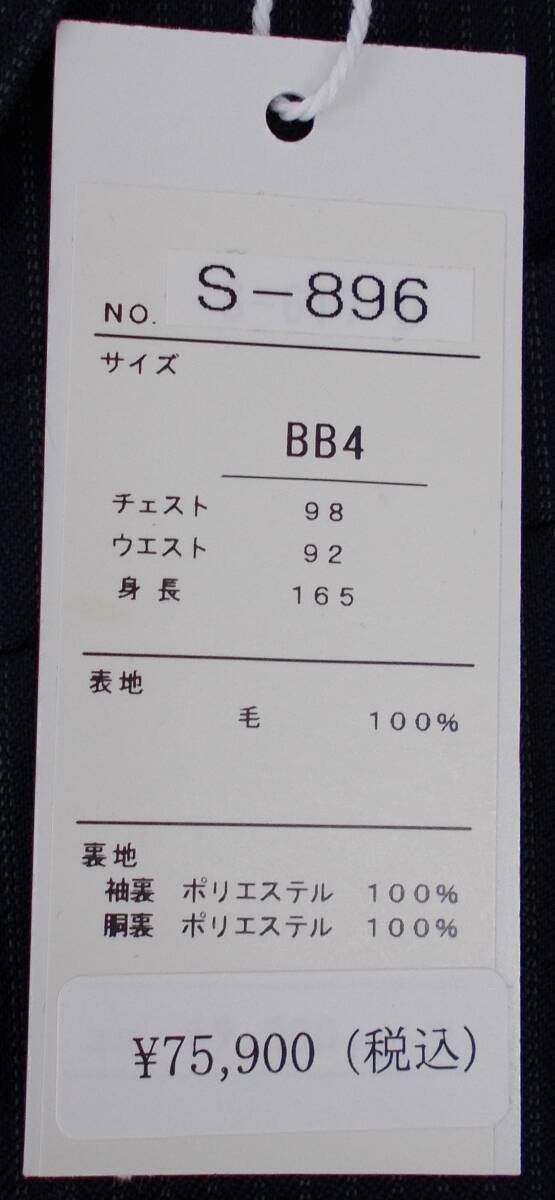 NO. S-896
サイズ
BB4
チェスト 98
ウエスト 92
身長 165
表地
毛 100%
裏地
袖裏 ポリエステル 100%
胴裏 ポリエステル 100%
¥75,900 (税込)